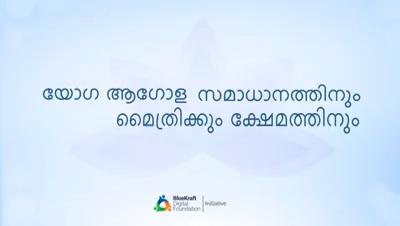 യോഗ ആഗോള സമാധാനത്തിനും
മൈത്രിക്കും ക്ഷേമത്തിനും
BlueKraft
Digital
Foundation
Initiative